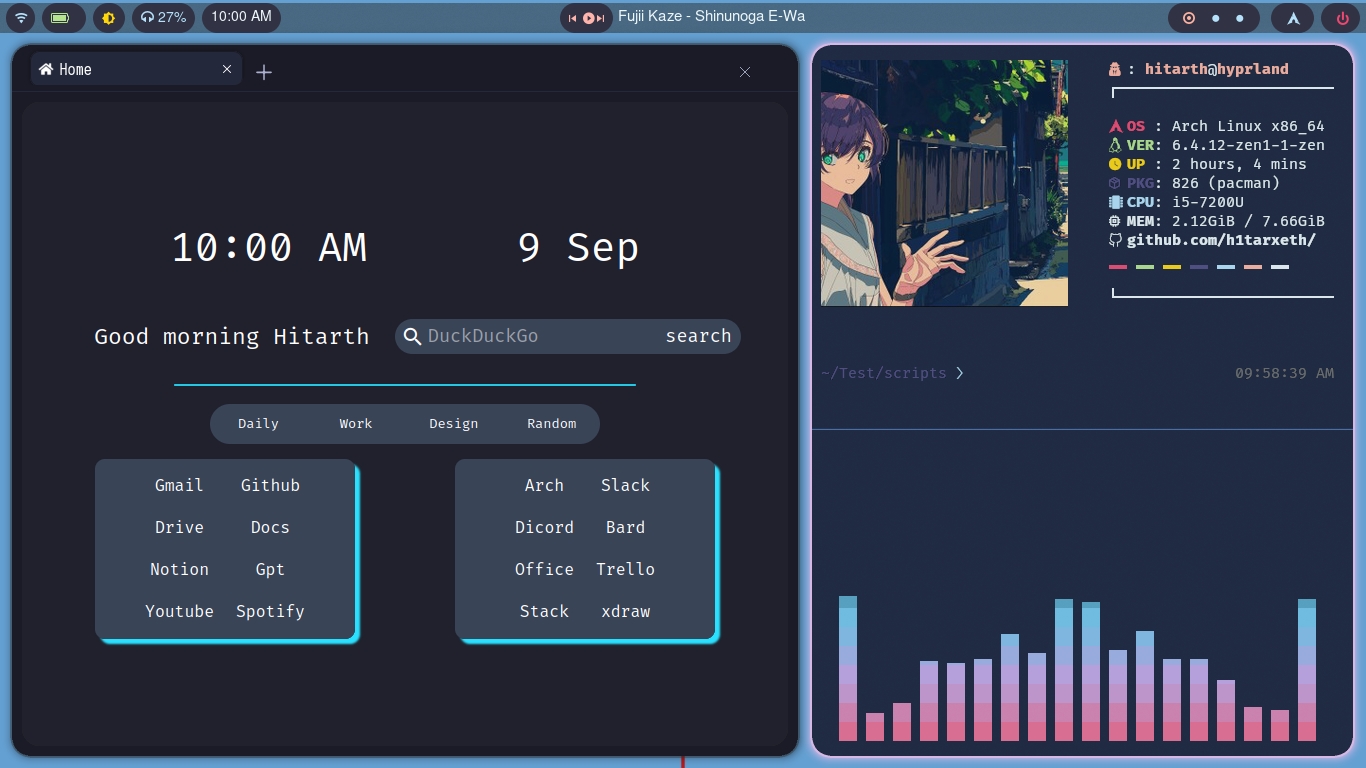 27%
10:00 AM
Fujii Kaze - Shinunoga E-Wa
Home
10:00 AM
9 Sep
Good morning Hitarth
DuckDuckGo
search
Daily Work Design Random
Gmail Github
Drive Docs
Notion Gpt
Youtube Spotify
Arch Slack
Dicord Bard
Office Trello
Stack xdraw
: hitarth@hyprland
OS : Arch Linux x86_64
VER: 6.4.12-zen1-1-zen
UP : 2 hours, 4 mins
PKG: 826 (pacman)
CPU: i5-7200U
MEM: 2.12GiB / 7.66GiB
github.com/h1tarxeth/
~/Test/scripts ❯ 09:58:39 AM